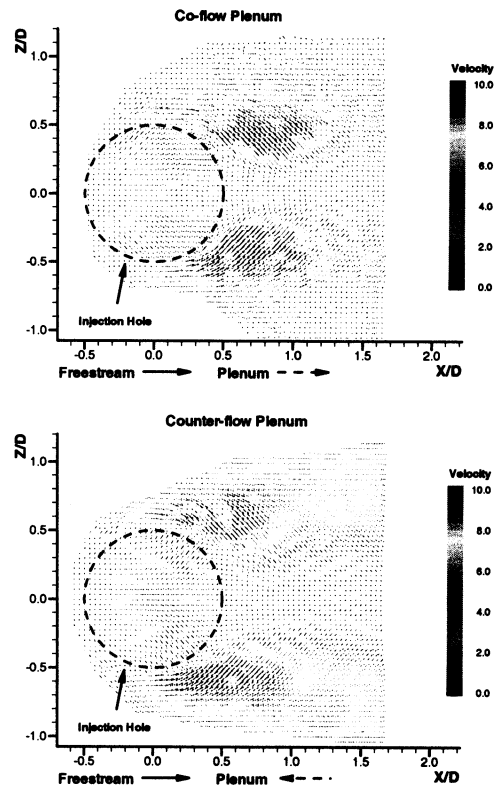 Co-flow Plenum
Z/D
1.0
0.5
0.0
-0.5
-1.0
Injection Hole
-0.5 0.0 0.5 1.0 1.5 2.0
Freestream Plenum X/D
Velocity
10.0
8.0
6.0
4.0
2.0
0.0
Counter-flow Plenum
Z/D
1.0
0.5
0.0
-0.5
-1.0
Injection Hole
-0.5 0.0 0.5 1.0 1.5 2.0
Freestream Plenum X/D
Velocity
10.0
8.0
6.0
4.0
2.0
0.0